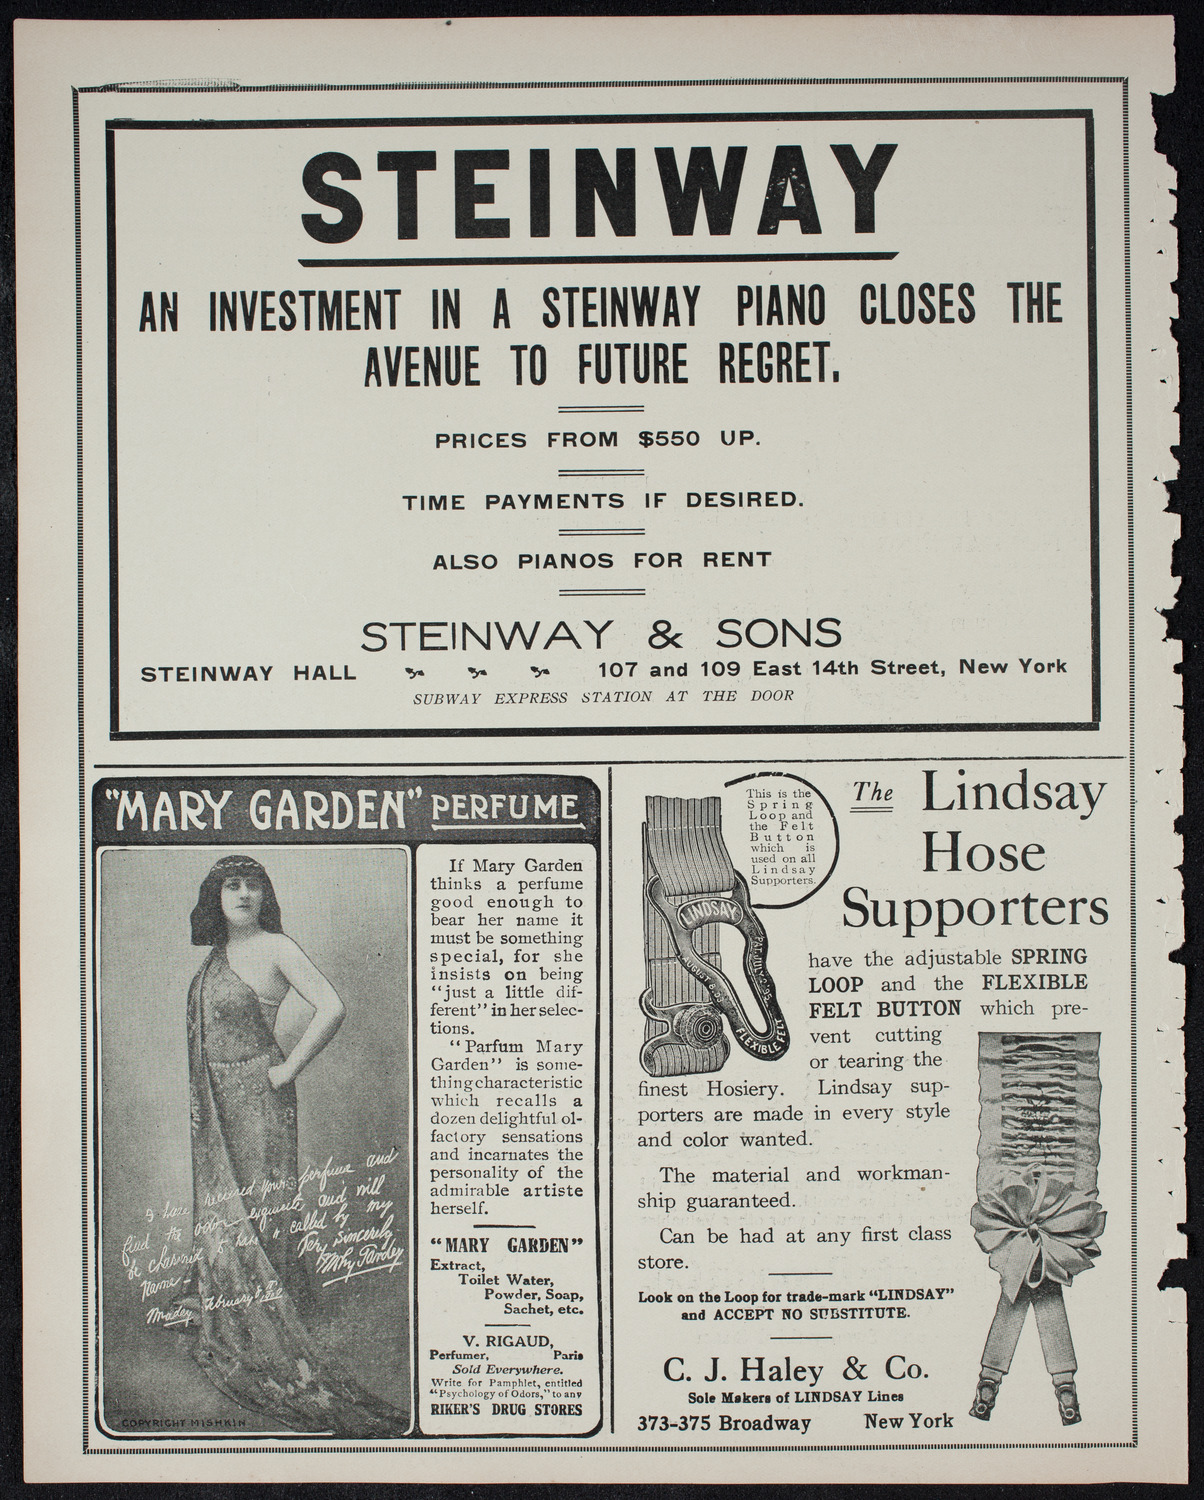 STEINWAY
AN INVESTMENT IN A STEINWAY PIANO CLOSES THE
AVENUE TO FUTURE REGRET.
PRICES FROM $550 UP.
TIME PAYMENTS IF DESIRED.
ALSO PIANOS FOR RENT
STEINWAY & SONS
STEINWAY HALL 107 and 109 East 14th Street, New York
SUBWAY EXPRESS STATION AT THE DOOR
"MARY GARDEN" PERFUME
If Mary Garden
thinks a perfume
good enough to
bear her name it
must be something
special, for she
insists on being
"just a little dif-
ferent" in her selec-
tions.
"Parfum Mary
Garden" is some-
thing characteristic
which recalls a
dozen delightful ol-
factory sensations
and incarnates the
personality of the
admirable artiste
herself.
"MARY GARDEN"
Extract,
Toilet Water,
Powder, Soap,
Sachet, etc.
V. RIGAUD,
Perfumer, Paris
Sold Everywhere.
Write for Pamphlet, entitled
"Psychology of Odors," to any
RIKER'S DRUG STORES
I have received your perfume and
find the odor exquisite and will
be charmed to have it called by my
name -
Very Sincerely
Mary Garden
February
COPYRIGHT MISHKIN
This is the
Spring
Loop and
the Felt
Button
which is
used on all
Lindsay
Supporters.
LINDSAY
FLEXIBLE FELT
The Lindsay
Hose
Supporters
have the adjustable SPRING
LOOP and the FLEXIBLE
FELT BUTTON which pre-
vent cutting
or tearing the
finest Hosiery. Lindsay sup-
porters are made in every style
and color wanted.
The material and workman-
ship guaranteed.
Can be had at any first class
store.
Look on the Loop for trade-mark "LINDSAY"
and ACCEPT NO SUBSTITUTE.
C. J. Haley & Co.
Sole Makers of LINDSAY Lines
373-375 Broadway New York